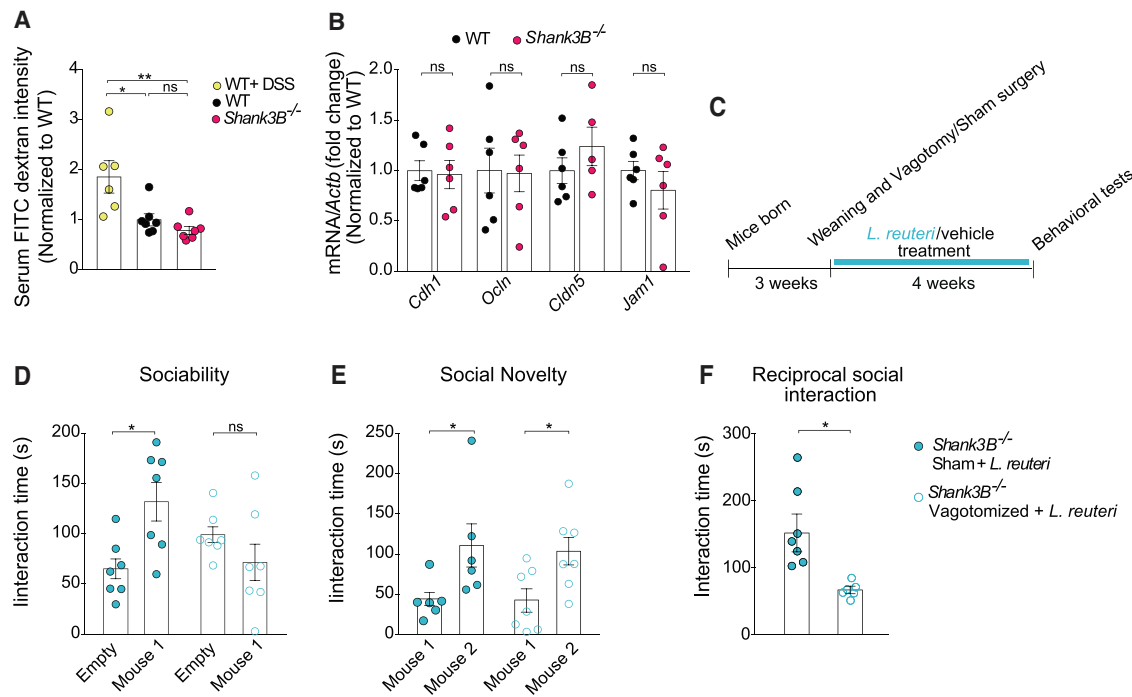 A
Serum FITC dextran intensity
(Normalized to WT)
4
3
2
1
0
**
*
ns
WT+ DSS
WT
Shank3B-/-
B
WT
Shank3B-/-
mRNA/Actb (fold change)
(Normalized to WT)
2.0
1.5
1.0
0.5
0.0
ns
ns
ns
ns
Cdh1
Ocln
Cldn5
Jam1
C
Mice born
Weaning and Vagotomy/Sham surgery
Behavioral tests
L. reuteri/vehicle
treatment
3 weeks
4 weeks
D
Sociability
Iinteraction time (s)
200
150
100
50
0
*
ns
Empty
Mouse 1
Empty
Mouse 1
E
Social Novelty
Iinteraction time (s)
250
200
150
100
50
0
*
*
Mouse 1
Mouse 2
Mouse 1
Mouse 2
F
Reciprocal social
interaction
Interaction time (s)
300
200
100
0
*
Shank3B-/-
Sham + L. reuteri
Shank3B-/-
Vagotomized + L. reuteri